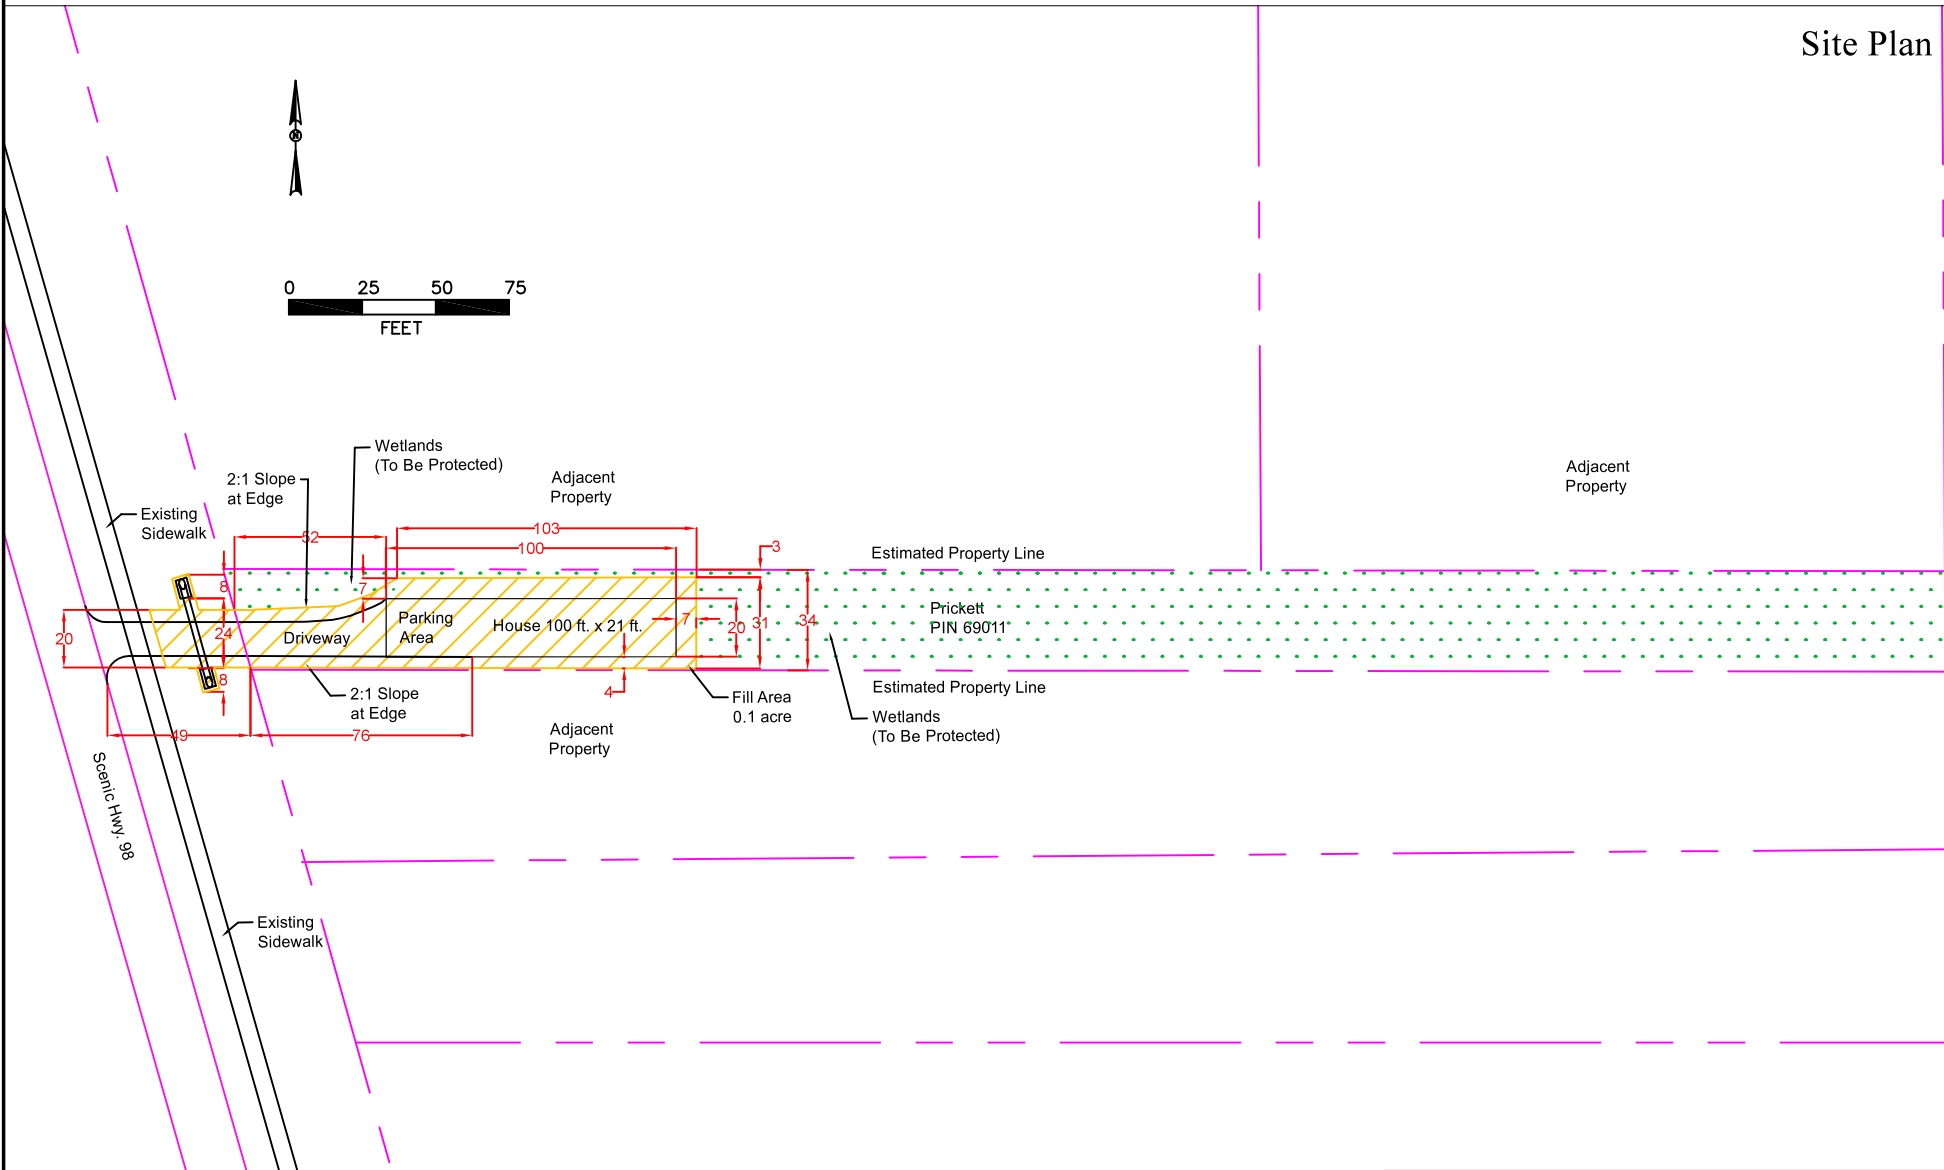 Site Plan
N
0 25 50 75
FEET
Wetlands
(To Be Protected)
2:1 Slope
at Edge
Adjacent
Property
Adjacent
Property
Existing
Sidewalk
52
103
100
3
Estimated Property Line
8
7
20
24
Driveway
Parking
Area
House 100 ft. x 21 ft.
7
20
31
34
Prickett
PIN 69011
8
4
2:1 Slope
at Edge
Fill Area
0.1 acre
Estimated Property Line
Wetlands
(To Be Protected)
49
76
Adjacent
Property
Scenic Hwy. 98
Existing
Sidewalk